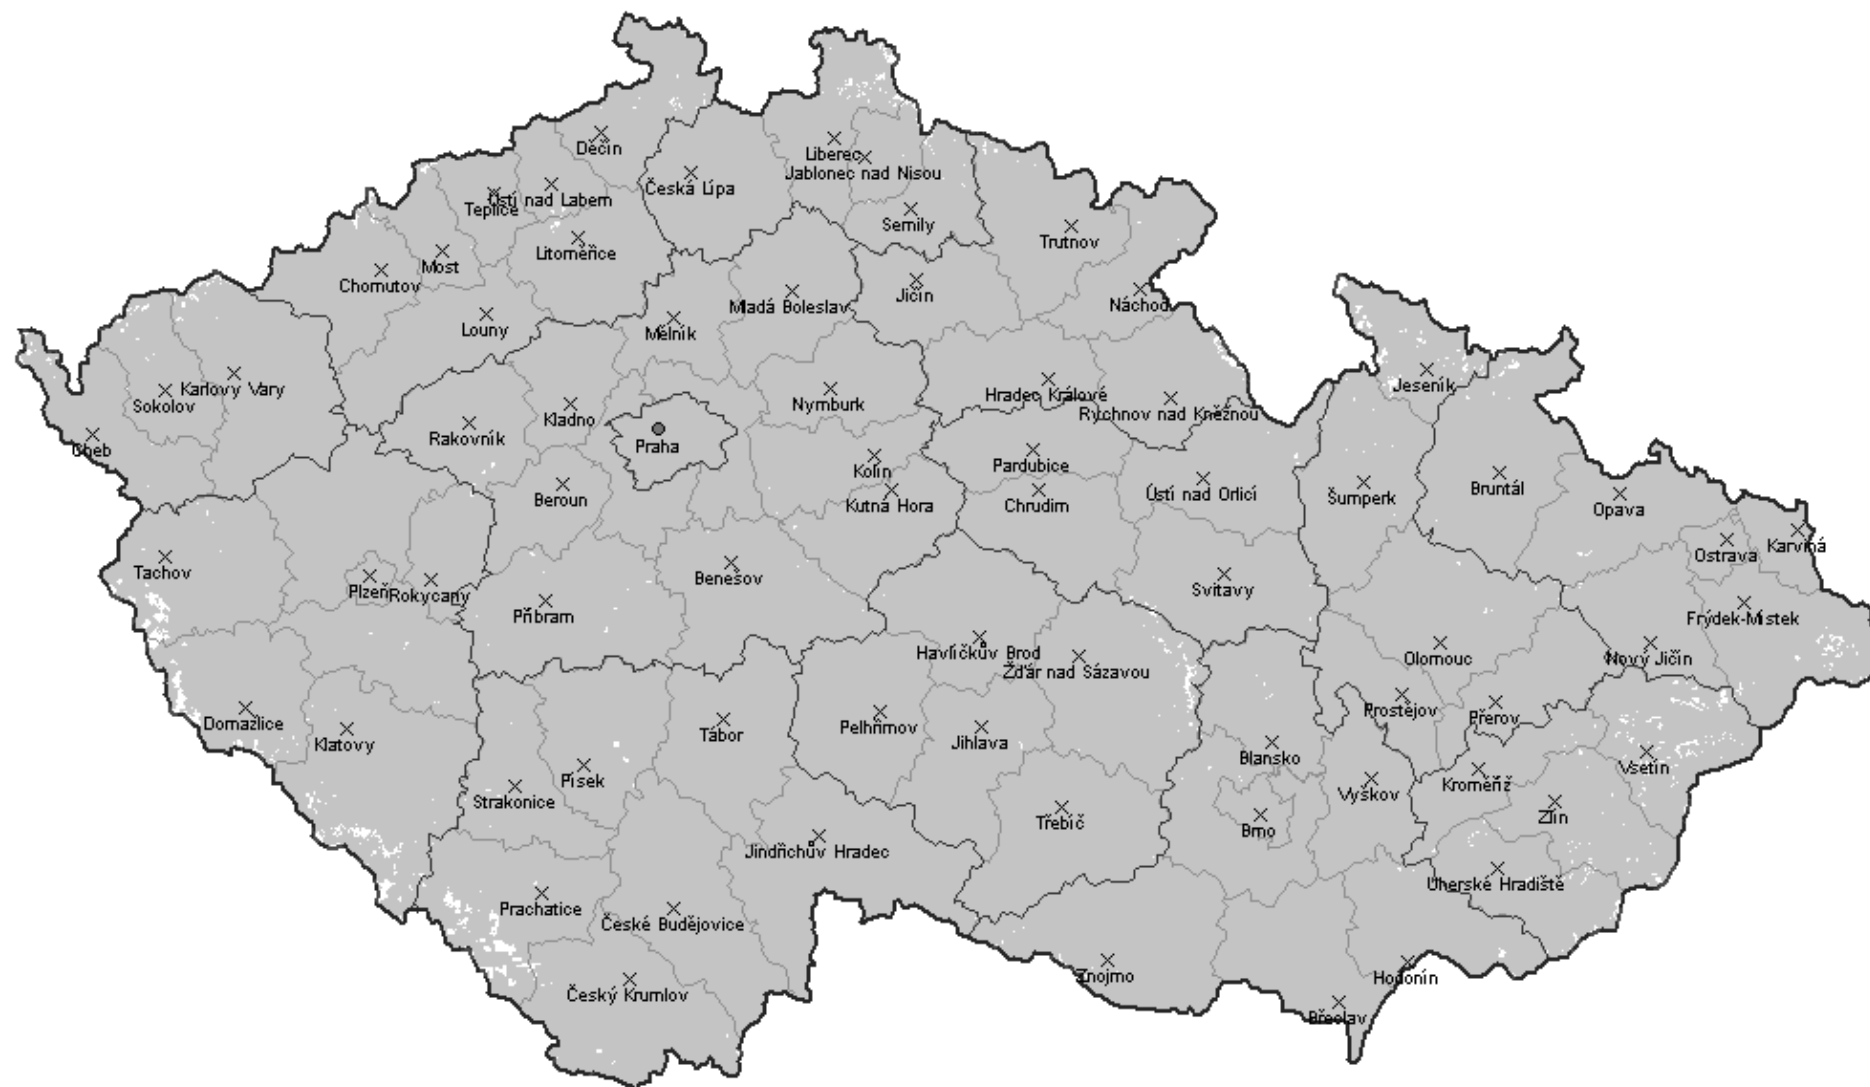 Děčín
Liberec
Jablonec nad Nisou
Česká Lípa
Ústí nad Labem
Teplice
Semily
Trutnov
Litoměřice
Most
Chomutov
Jičín
Náchod
Mladá Boleslav
Louny
Mělník
Jeseník
Karlovy Vary
Sokolov
Hradec Králové
Nymburk
Rychnov nad Kněžnou
Kladno
Rakovník
Praha
Cheb
Pardubice
Kolín
Bruntál
Beroun
Ústí nad Orlicí
Šumperk
Kutná Hora
Chrudim
Opava
Karviná
Ostrava
Tachov
Benešov
Svitavy
Plzeň
Rokycany
Příbram
Frýdek-Místek
Havlíčkův Brod
Olomouc
Nový Jičín
Žďár nad Sázavou
Prostějov
Přerov
Domažlice
Pelhřimov
Jihlava
Tábor
Klatovy
Blansko
Vsetín
Písek
Kroměříž
Vyškov
Strakonice
Zlín
Třebíč
Brno
Jindřichův Hradec
Uherské Hradiště
Prachatice
České Budějovice
Znojmo
Hodonín
Český Krumlov
Břeclav